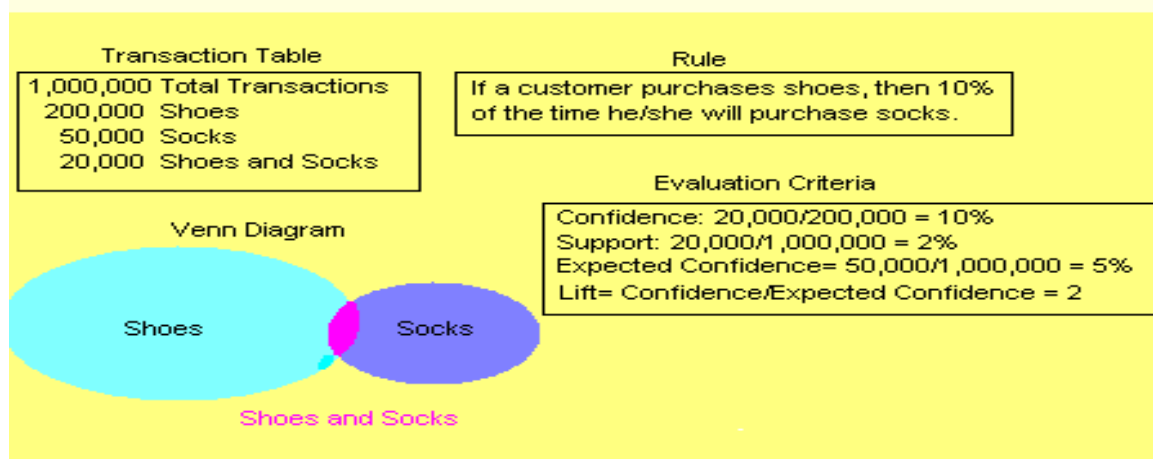 Transaction Table
1,000,000 Total Transactions
200,000 Shoes
50,000 Socks
20,000 Shoes and Socks
Rule
If a customer purchases shoes, then 10%
of the time he/she will purchase socks.
Evaluation Criteria
Confidence: 20,000/200,000 = 10%
Support: 20,000/1,000,000 = 2%
Expected Confidence= 50,000/1,000,000 = 5%
Lift= Confidence/Expected Confidence = 2
Venn Diagram
Shoes
Socks
Shoes and Socks